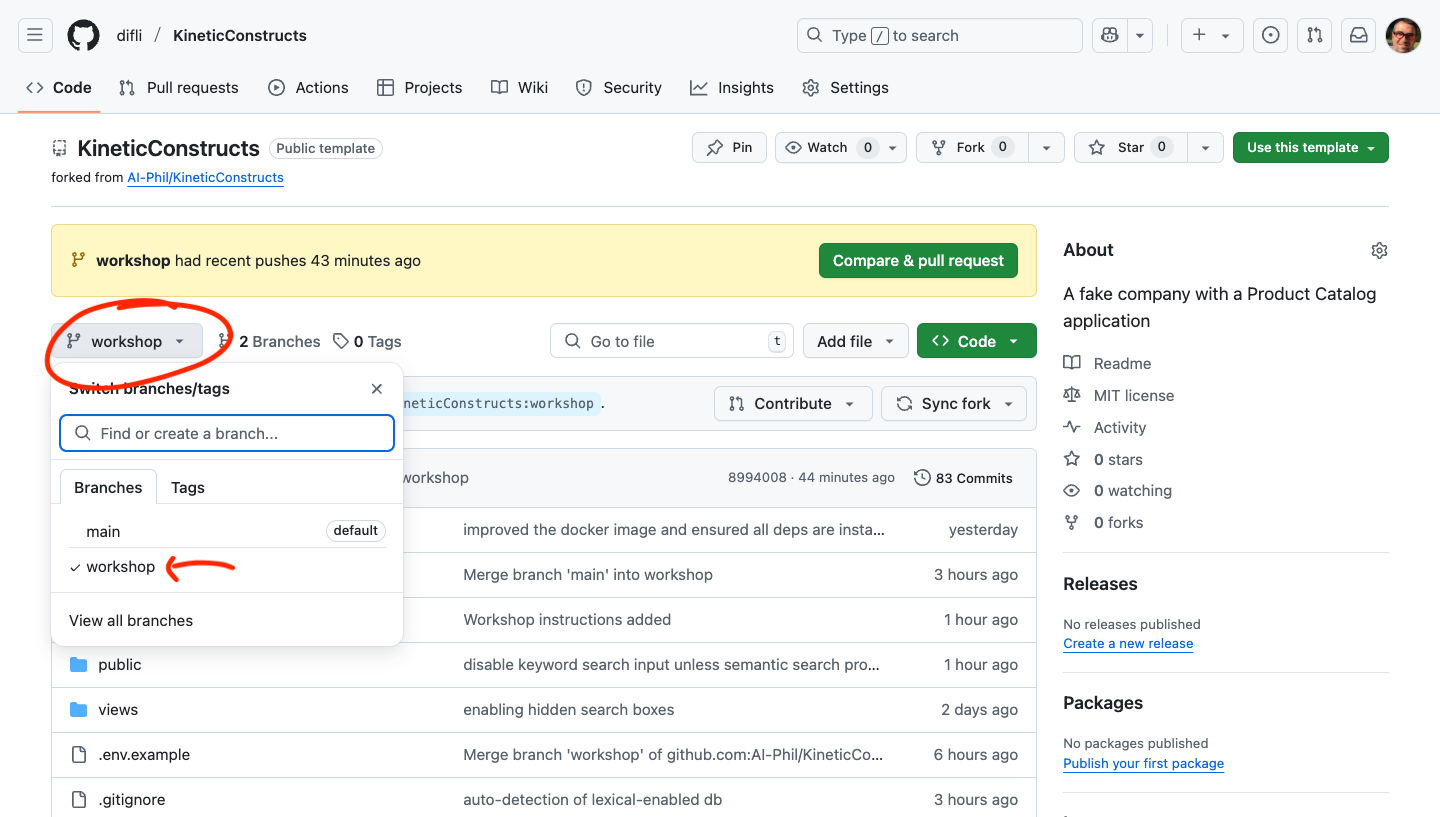 difli / KineticConstructs
Type / to search
Code Pull requests Actions Projects Wiki Security Insights Settings
KineticConstructs Public template
Pin Watch 0 Fork 0 Star 0 Use this template
forked from AI-Phil/KineticConstructs
workshop had recent pushes 43 minutes ago Compare & pull request
workshop 2 Branches 0 Tags Go to file t Add file Code
Switch branches/tags
neticConstructs:workshop. Contribute Sync fork
Find or create a branch...
workshop 8994008 · 44 minutes ago 83 Commits
Branches Tags
main default
improved the docker image and ensured all deps are insta... yesterday
workshop
Merge branch 'main' into workshop 3 hours ago
View all branches
Workshop instructions added 1 hour ago
public disable keyword search input unless semantic search pro... 1 hour ago
views enabling hidden search boxes 2 days ago
.env.example Merge branch 'workshop' of github.com:AI-Phil/KineticCo... 6 hours ago
.gitignore auto-detection of lexical-enabled db 3 hours ago
About
A fake company with a Product Catalog
application
Readme
MIT license
Activity
0 stars
0 watching
0 forks
Releases
No releases published
Create a new release
Packages
No packages published
Publish your first package